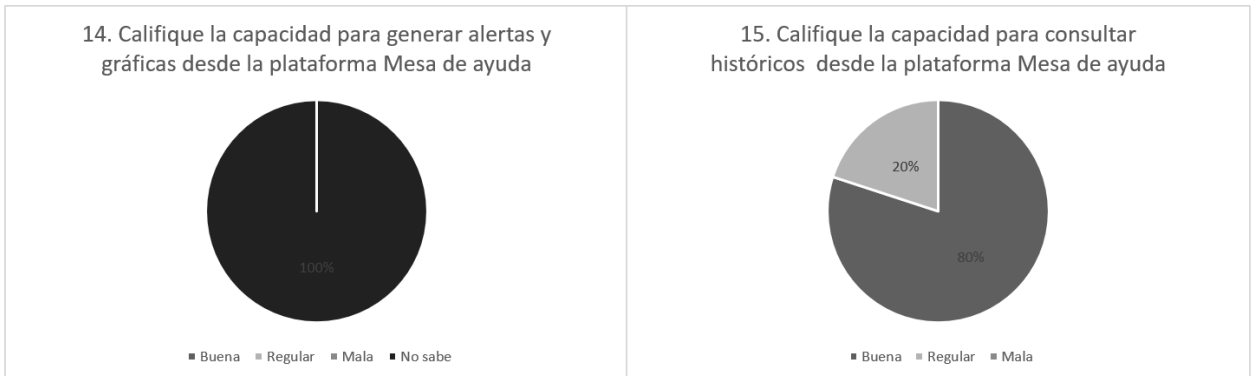 14. Califique la capacidad para generar alertas y
gráficas desde la plataforma Mesa de ayuda
100%
Buena Regular Mala No sabe
15. Califique la capacidad para consultar
históricos desde la plataforma Mesa de ayuda
20%
80%
Buena Regular Mala